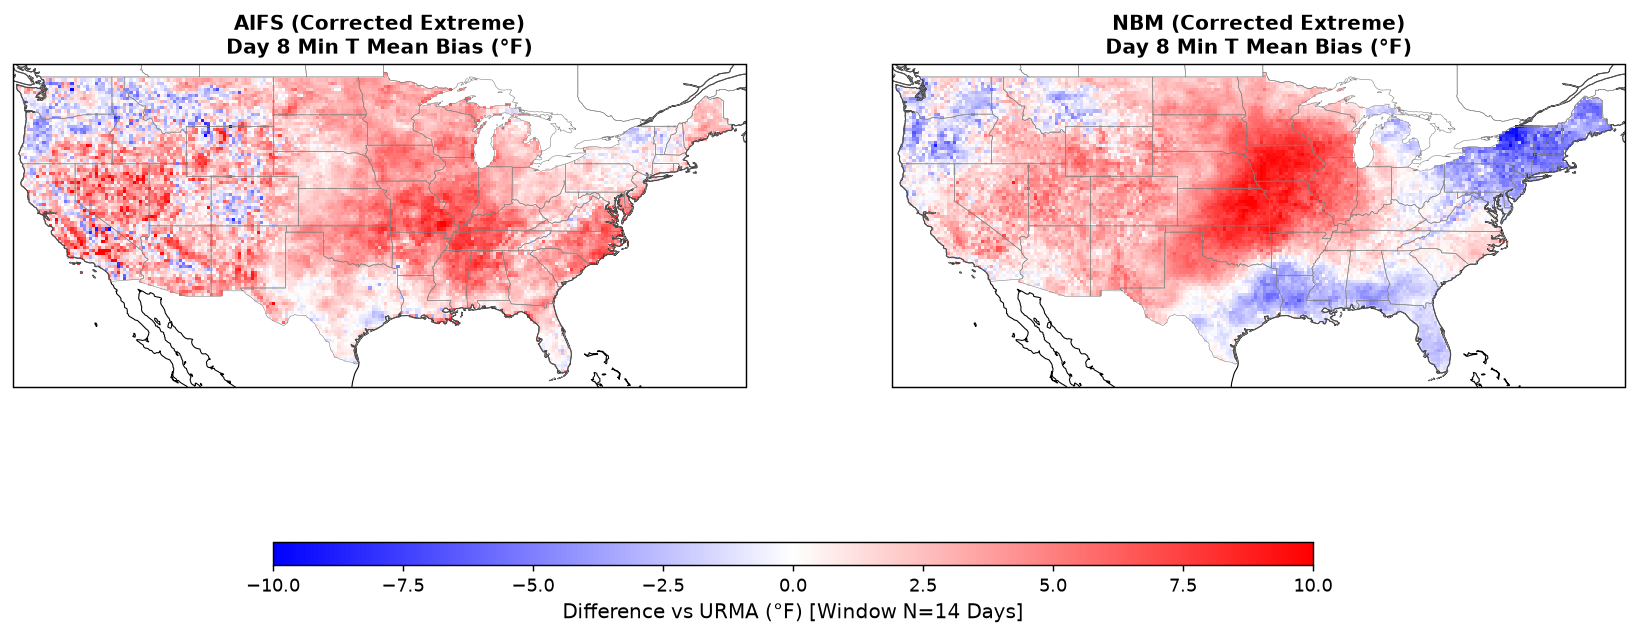 AIFS (Corrected Extreme)
Day 8 Min T Mean Bias (°F)
NBM (Corrected Extreme)
Day 8 Min T Mean Bias (°F)
−10.0 −7.5 −5.0 −2.5 0.0 2.5 5.0 7.5 10.0
Difference vs URMA (°F) [Window N=14 Days]